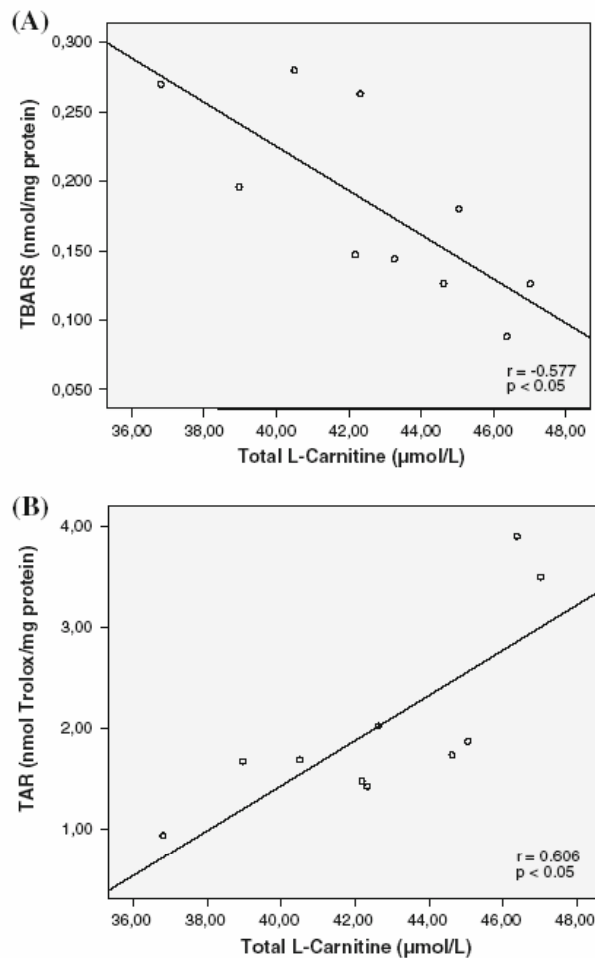 (A)
0,300
0,250
0,200
0,150
0,100
0,050
TBARS (nmol/mg protein)
r = -0.577
p < 0.05
36,00 38,00 40,00 42,00 44,00 46,00 48,00
Total L-Carnitine (µmol/L)
(B)
4,00
3,00
2,00
1,00
TAR (nmol Trolox/mg protein)
r = 0.606
p < 0.05
36,00 38,00 40,00 42,00 44,00 46,00 48,00
Total L-Carnitine (µmol/L)